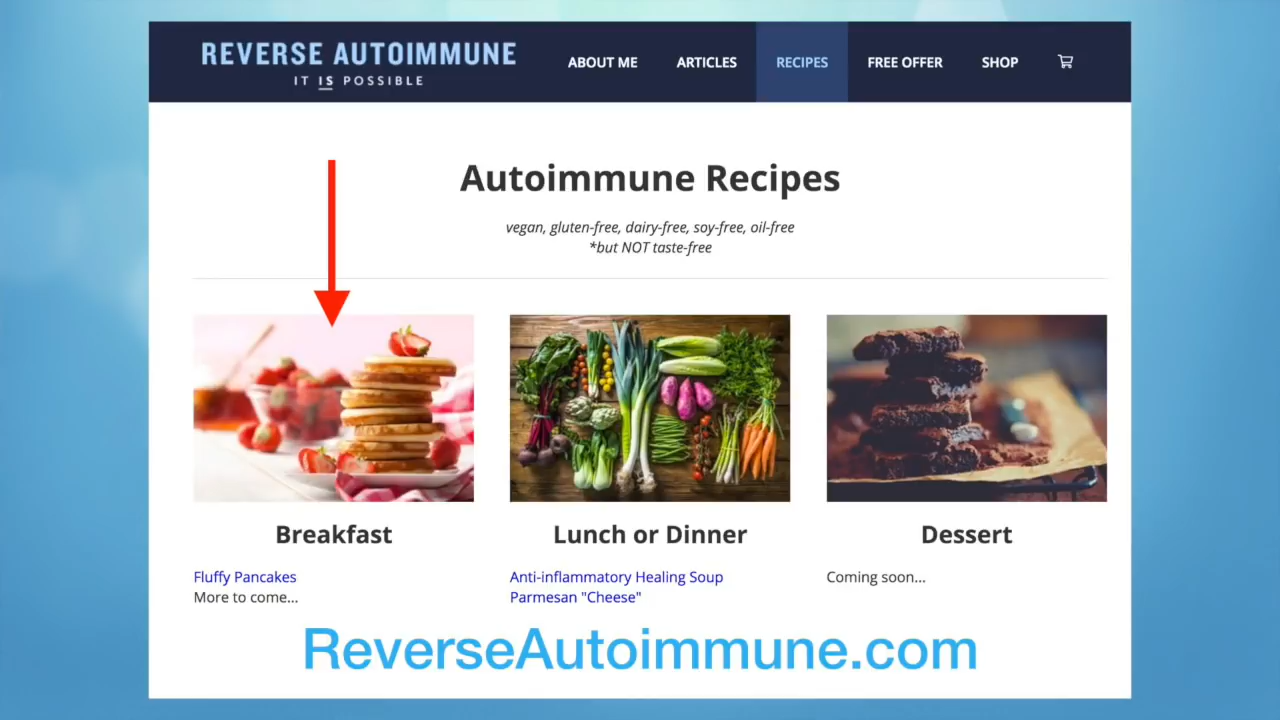 REVERSE AUTOIMMUNE
IT IS POSSIBLE
ABOUT ME
ARTICLES
RECIPES
FREE OFFER
SHOP
Autoimmune Recipes
vegan, gluten-free, dairy-free, soy-free, oil-free
*but NOT taste-free
Breakfast
Fluffy Pancakes
More to come...
Lunch or Dinner
Anti-inflammatory Healing Soup
Parmesan "Cheese"
Dessert
Coming soon...
ReverseAutoimmune.com